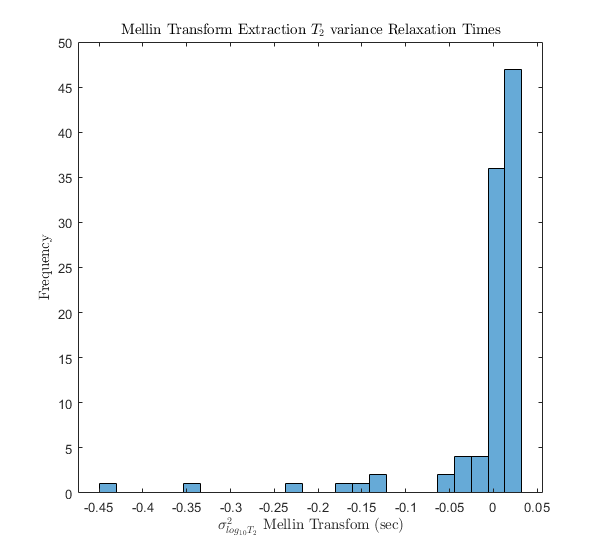 Mellin Transform Extraction T₂ variance Relaxation Times
50
45
40
35
30
25
20
15
10
5
0
Frequency
-0.45 -0.4 -0.35 -0.3 -0.25 -0.2 -0.15 -0.1 -0.05 0 0.05
σ²_{log₁₀T₂} Mellin Transfom (sec)